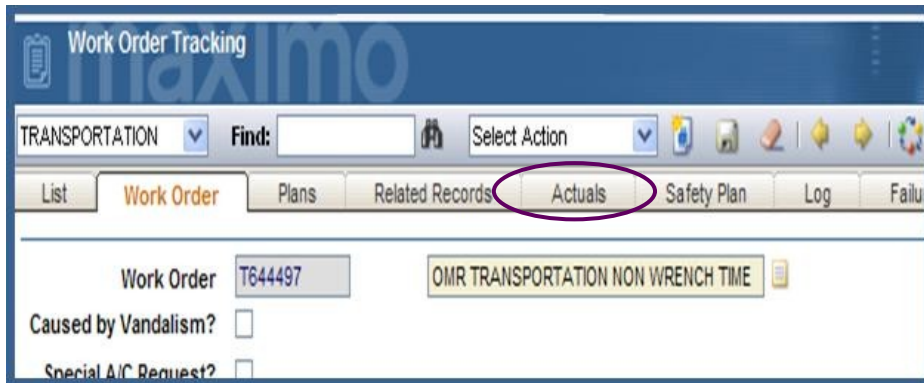 Work Order Tracking
maximo
TRANSPORTATION Find: Select Action
List Work Order Plans Related Records Actuals Safety Plan Log Failu
Work Order T644497 OMR TRANSPORTATION NON WRENCH TIME
Caused by Vandalism?
Special A/C Request?